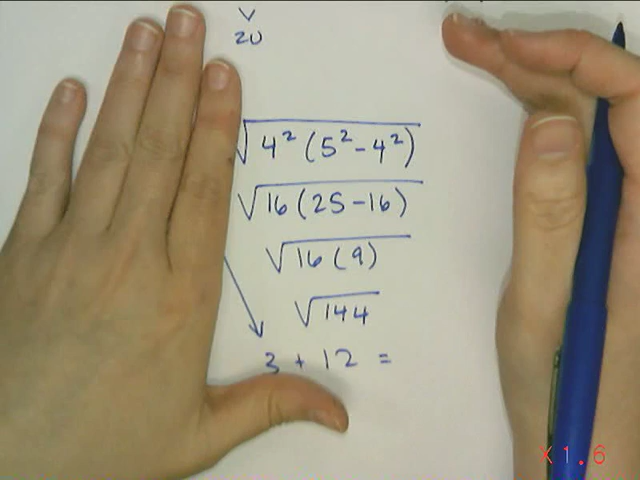 20
√4² (5² - 4²)
√16 (25 - 16)
√16 (9)
√144
3 + 12 =
X1.6